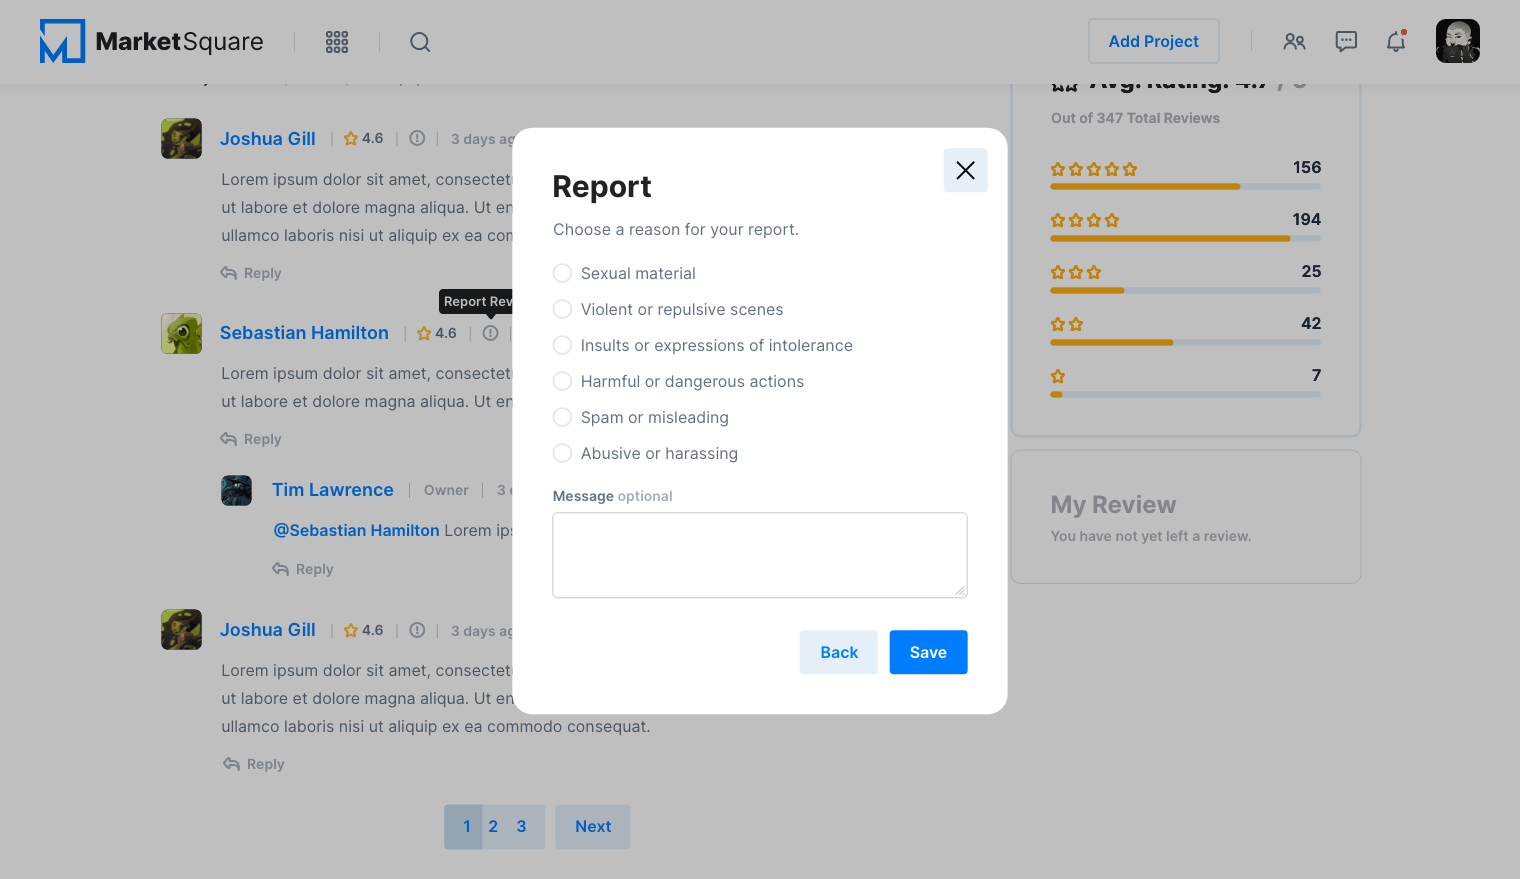 MarketSquare
Add Project
Avg. Rating: 4.7 / 5
Out of 347 Total Reviews
156
194
25
42
7
My Review
You have not yet left a review.
Joshua Gill 4.6 3 days ag
Lorem ipsum dolor sit amet, consectetu
ut labore et dolore magna aliqua. Ut en
ullamco laboris nisi ut aliquip ex ea com
Reply
Report Rev
Sebastian Hamilton 4.6
Lorem ipsum dolor sit amet, consectetu
ut labore et dolore magna aliqua. Ut en
Reply
Tim Lawrence Owner 3
@Sebastian Hamilton Lorem ips
Reply
Joshua Gill 4.6 3 days ag
Lorem ipsum dolor sit amet, consectetu
ut labore et dolore magna aliqua. Ut en
ullamco laboris nisi ut aliquip ex ea commodo consequat.
Reply
1 2 3 Next
Report
Choose a reason for your report.
Sexual material
Violent or repulsive scenes
Insults or expressions of intolerance
Harmful or dangerous actions
Spam or misleading
Abusive or harassing
Message optional
Back Save